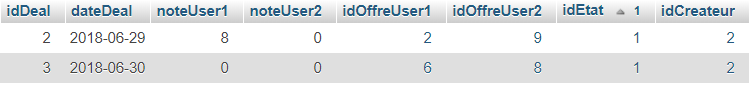 idDeal dateDeal noteUser1 noteUser2 idOffreUser1 idOffreUser2 idEtat 1 idCreateur
2 2018-06-29 8 0 2 9 1 2
3 2018-06-30 0 0 6 8 1 2